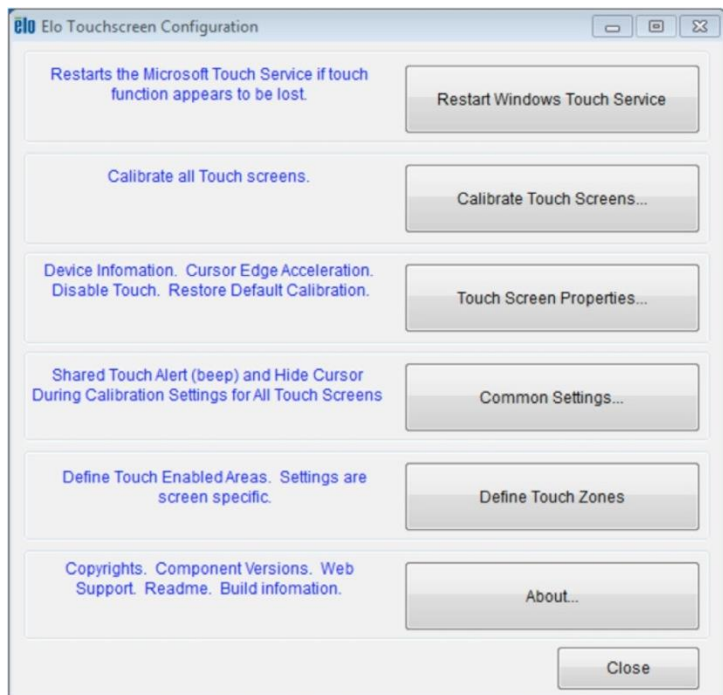 elo Elo Touchscreen Configuration
Restarts the Microsoft Touch Service if touch
function appears to be lost.
Restart Windows Touch Service
Calibrate all Touch screens.
Calibrate Touch Screens...
Device Infomation. Cursor Edge Acceleration.
Disable Touch. Restore Default Calibration.
Touch Screen Properties...
Shared Touch Alert (beep) and Hide Cursor
During Calibration Settings for All Touch Screens
Common Settings...
Define Touch Enabled Areas. Settings are
screen specific.
Define Touch Zones
Copyrights. Component Versions. Web
Support. Readme. Build infomation.
About...
Close